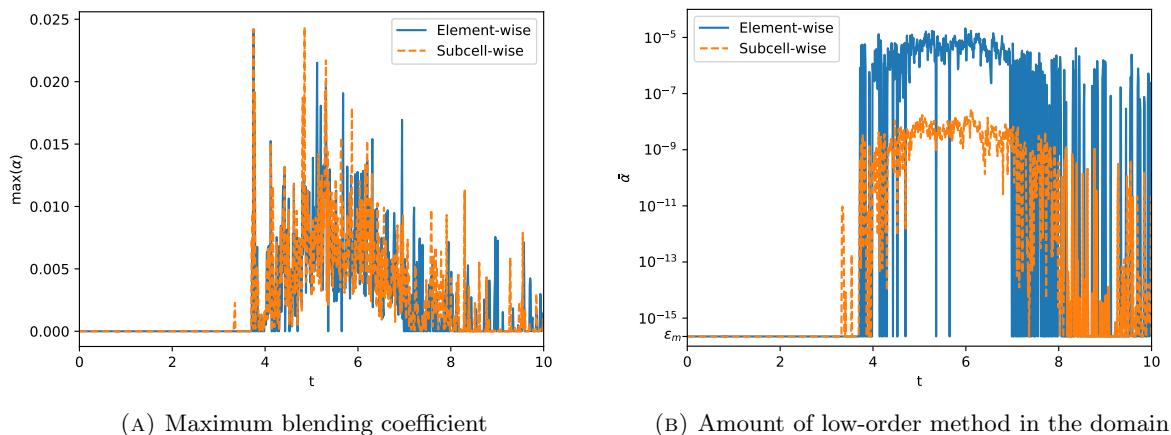 0.025
0.020
0.015
0.010
0.005
0.000
max(α)
Element-wise
Subcell-wise
0 2 4 6 8 10
t
(A) Maximum blending coefficient
10⁻⁵
10⁻⁷
10⁻⁹
10⁻¹¹
10⁻¹³
10⁻¹⁵
εₘ
ᾱ
Element-wise
Subcell-wise
0 2 4 6 8 10
t
(B) Amount of low-order method in the domain